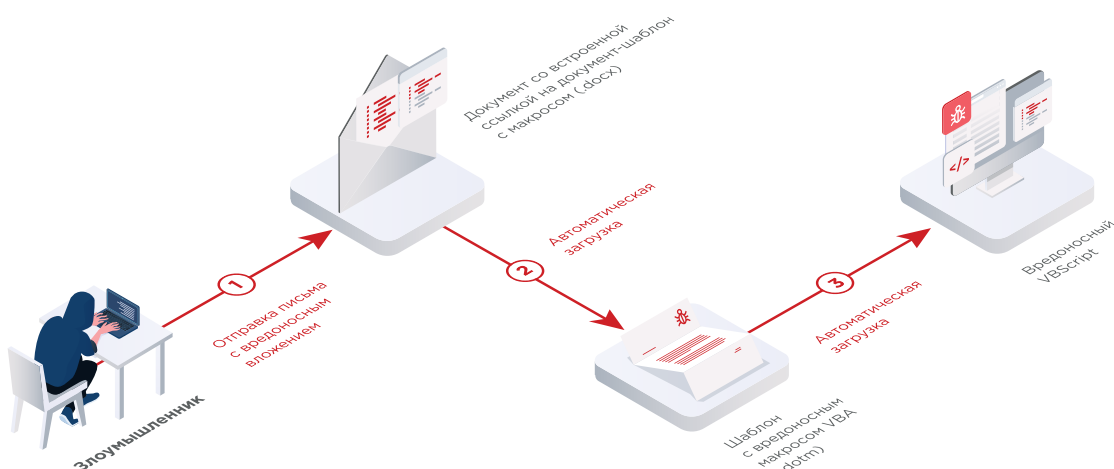 Злоумышленник
1
Отправка письма
с вредоносным
вложением
Документ со встроенной
ссылкой на документ-шаблон
с макросом (.docx)
2
Автоматическая
загрузка
Шаблон
с вредоносным
макросом VBA
dotm)
3
Автоматическая
загрузка
</>
Вредоносный
VBScript